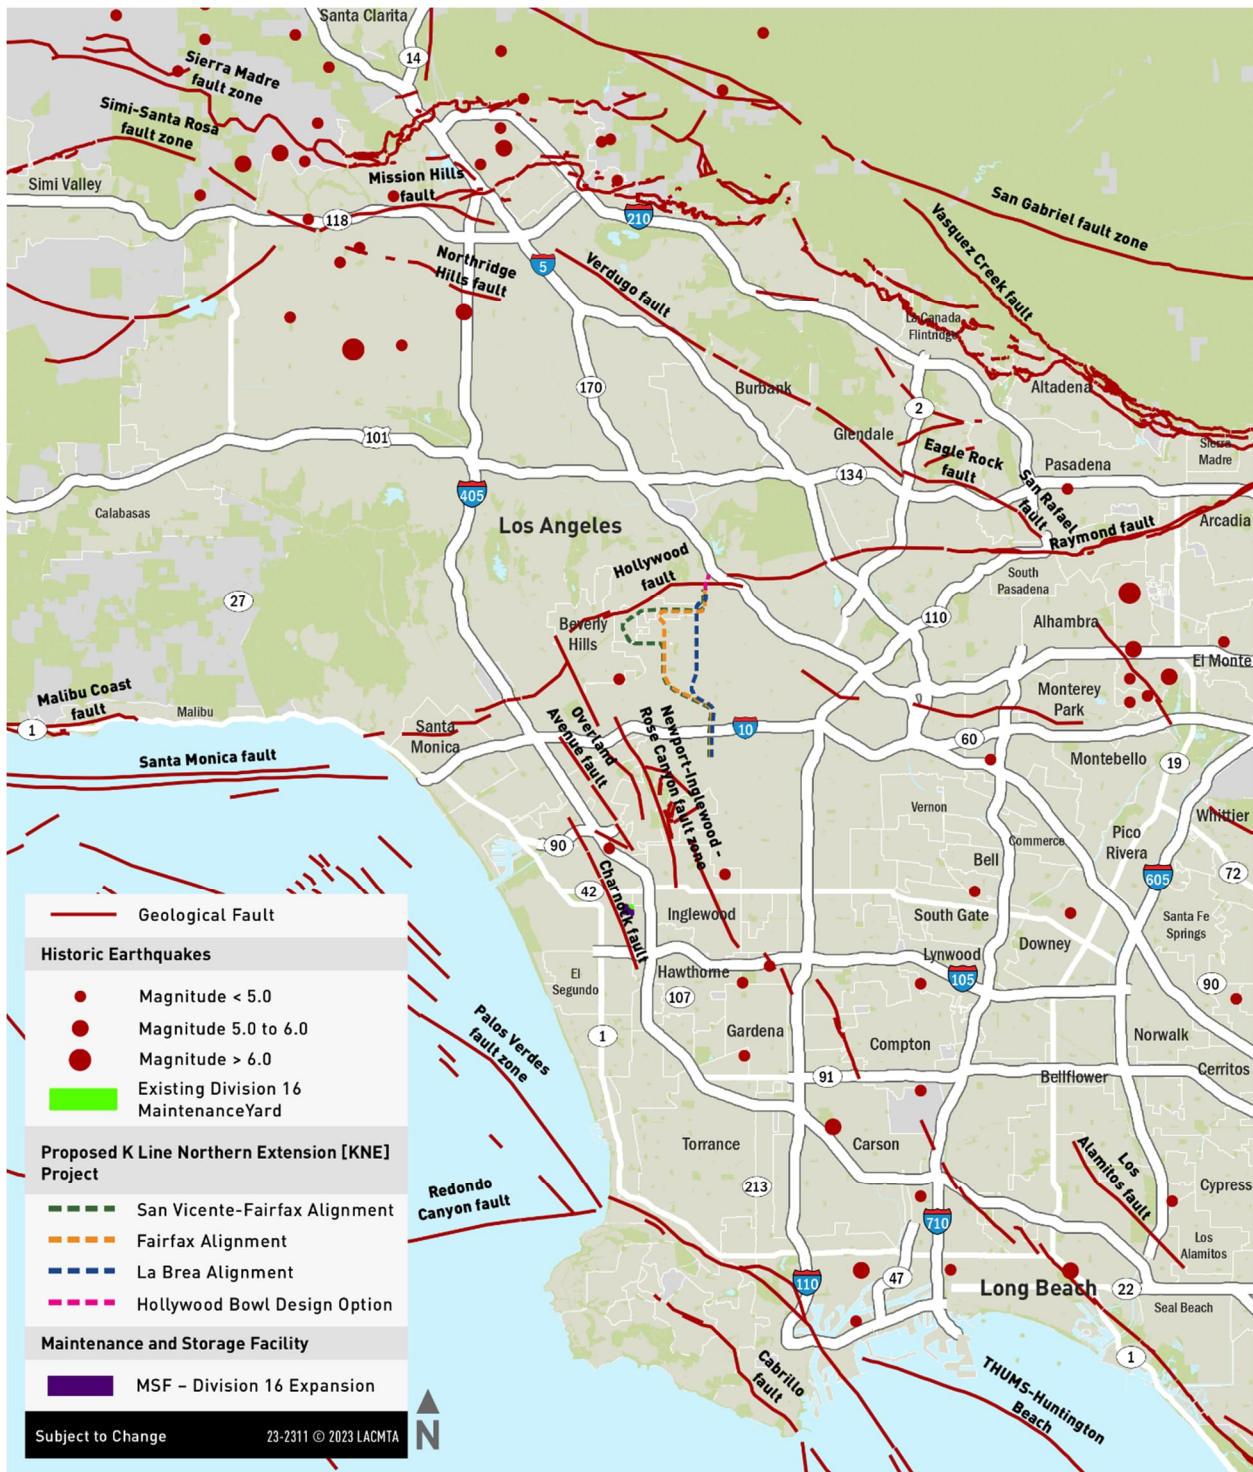 Santa Clarita
14
Sierra Madre
fault zone
Simi-Santa Rosa
fault zone
Mission Hills
fault
Simi Valley
118
210
San Gabriel fault zone
Vasquez Creek fault
Northridge
Hills fault
5
Verdugo fault
La Canada
Flintridge
170
Burbank
2
Altadena
101
Glendale
Sierra
Madre
Eagle Rock
fault
134
Pasadena
405
San Rafael
fault
Calabasas
Los Angeles
Raymond fault
Arcadia
Hollywood
fault
South
Pasadena
27
110
Beverly
Hills
Alhambra
El Monte
Malibu Coast
fault
Monterey
Park
1
Malibu
Santa
Monica
Overland
Avenue fault
Newport-Inglewood -
Rose Canyon fault zone
10
60
Santa Monica fault
Montebello
19
Vernon
Whittier
Commerce
Pico
Rivera
90
Bell
605
72
42
Charnock fault
Inglewood
South Gate
Santa Fe
Springs
Downey
Lynwood
El
Segundo
Hawthorne
105
90
107
Palos Verdes
fault zone
1
Gardena
Compton
Norwalk
91
Bellflower
Cerritos
Torrance
Carson
Los
Alamitos fault
213
Cypress
Redondo
Canyon fault
710
Los
Alamitos
110
47
Long Beach
22
Seal Beach
1
Cabrillo
fault
THUMS-Huntington
Beach
Geological Fault
Historic Earthquakes
Magnitude < 5.0
Magnitude 5.0 to 6.0
Magnitude > 6.0
Existing Division 16
MaintenanceYard
Proposed K Line Northern Extension [KNE]
Project
San Vicente-Fairfax Alignment
Fairfax Alignment
La Brea Alignment
Hollywood Bowl Design Option
Maintenance and Storage Facility
MSF – Division 16 Expansion
Subject to Change
23-2311 © 2023 LACMTA
N